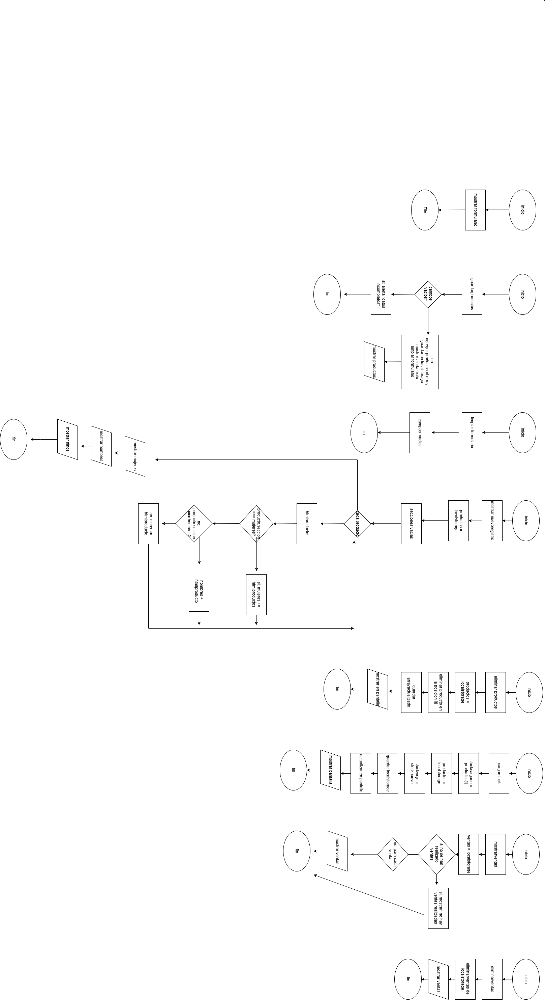 inicio
mostrar formulario
Fiin
inicio
guardarproductos
campos
vacios?
si: alerta "datos
incompletos"
fin
no:
agregar productos al array
guardar en localstorage
mostrar alerta exito
limpiar formulario
mostrar productos
inicio
limpiar formulario
campos vacios
fin
inicio
mostrar nuevoregistro
productos =
localstorage
secciones vacias
cada producto
htmlproductos
producto.seccion
=== mujeres?
no:
producto.seccion
=== hombres?
no: ninos +=
htmlproducto
si: mujeres +=
htmlproductos
hombres +=
htmlproducto
mostrar mujeres
mostrar hombres
mostrar ninos
fin
inicio
eliminar productos
productos =
localstorage
eliminar producto en
la posicion [i]
guardar
arrayactualizado
mostrar en pantalla
fin
inicio
cargarstock
stockcargado =
productos[i]
productos =
localstorage
stockviejo =
stocknuevo
guardar localstorage
actualizar en pantalla
mostrar pantalla
fin
inicio
mostrarventas
ventas = localstorage
si no se han
realizado
ventas
no: para cada
venta
mostrar ventas
fin
si: mostrar: no hay
ventas realizadas
inicio
eliminarventas
eliminarventas del
localstorage
mostrar ventas
fin